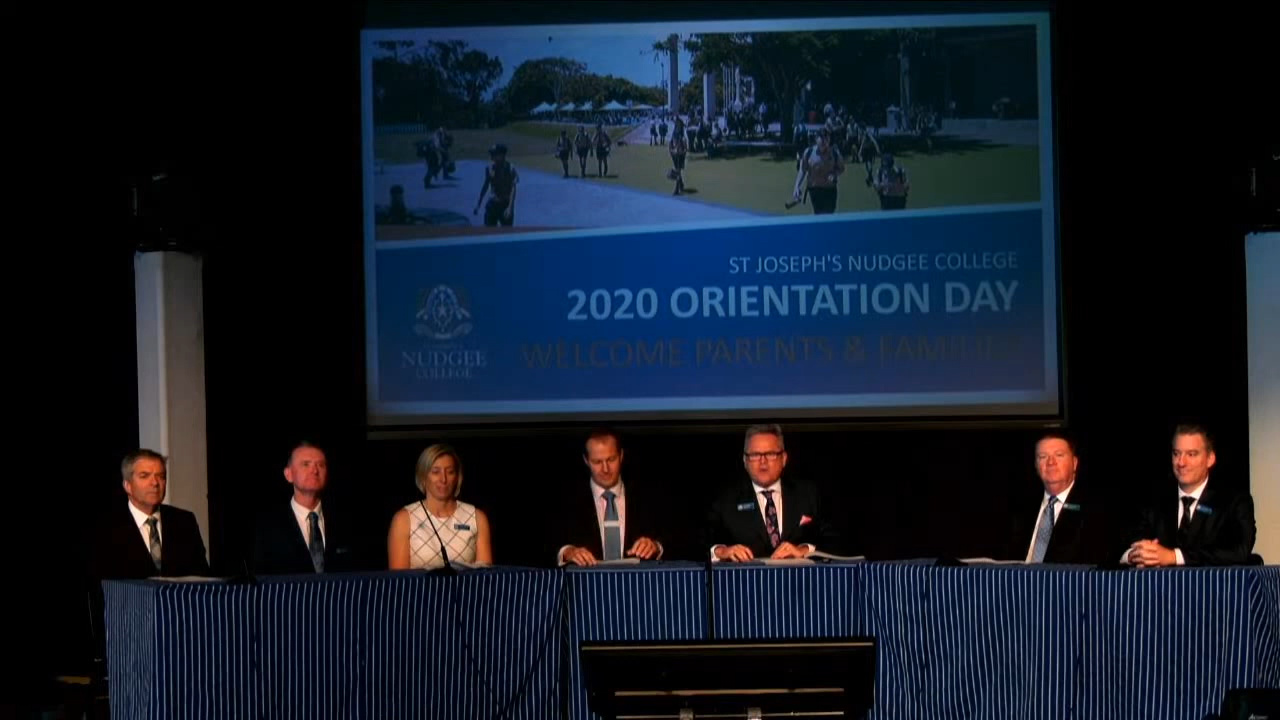 ST JOSEPH'S NUDGEE COLLEGE
2020 ORIENTATION DAY
WELCOME PARENTS & FAMILIES
NUDGEE
COLLEGE